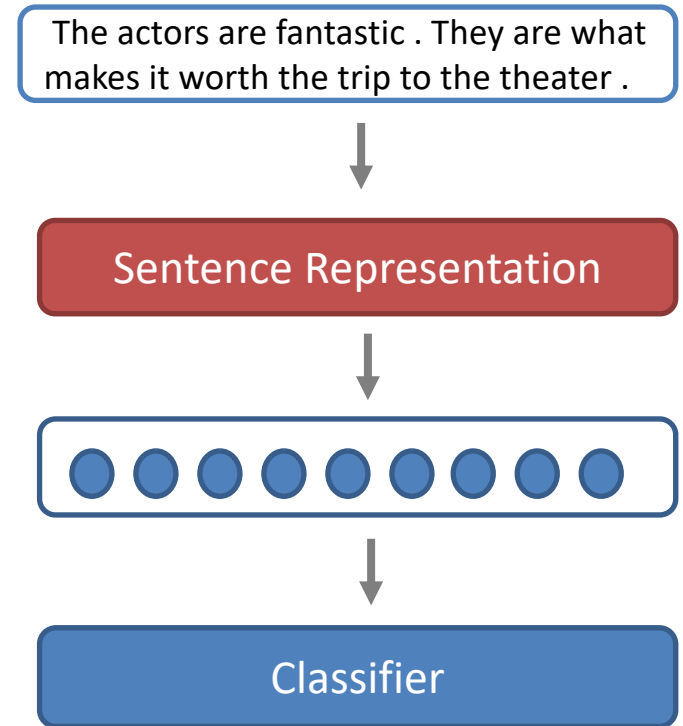 The actors are fantastic . They are what
makes it worth the trip to the theater .
Sentence Representation
Classifier